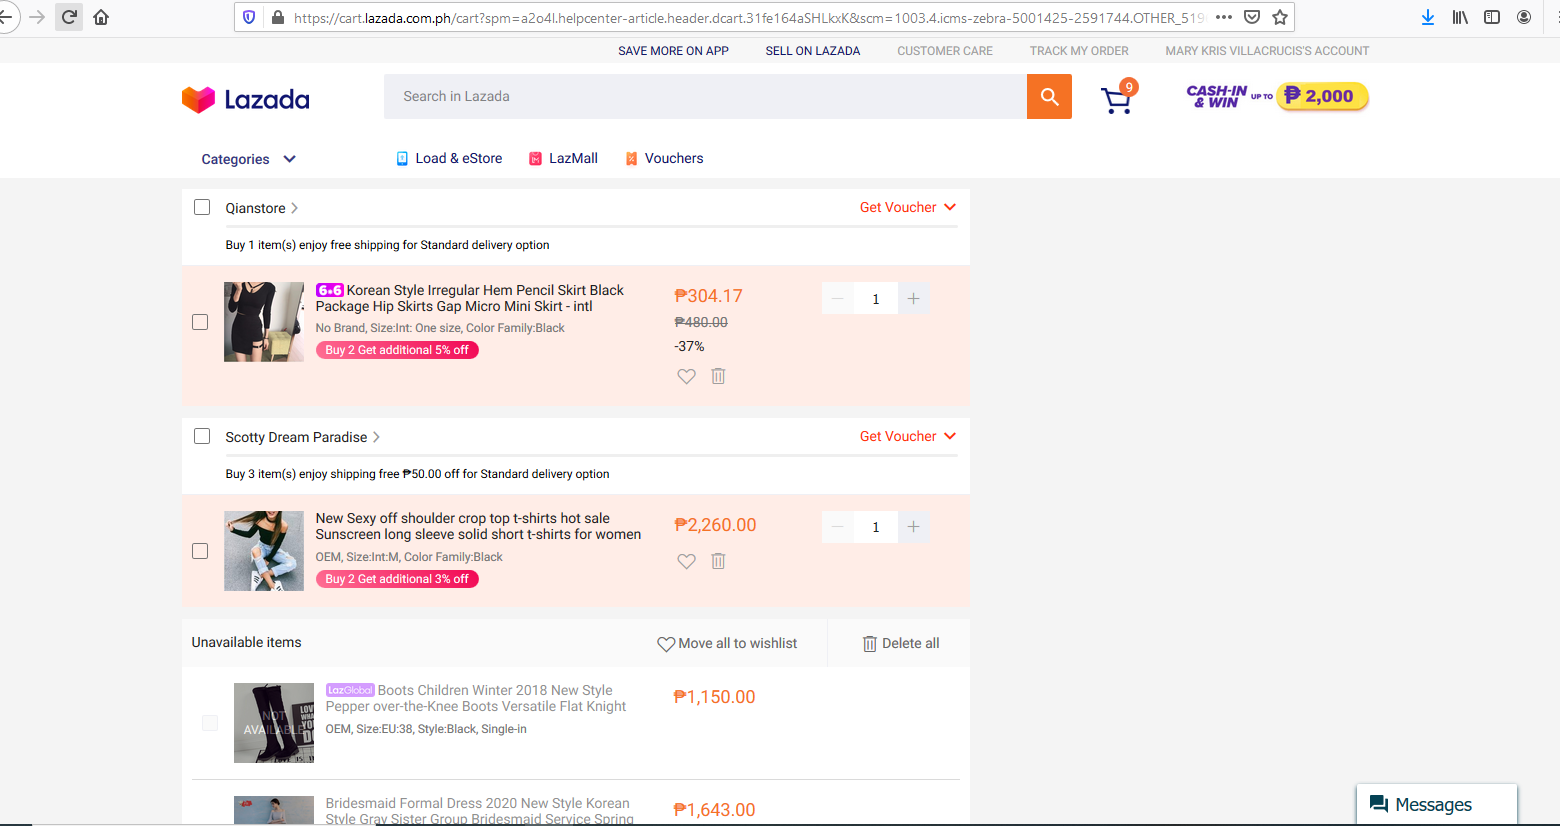 https://cart.lazada.com.ph/cart?spm=a2o4l.helpcenter-article.header.dcart.31fe164aSHLkxK&scm=1003.4.icms-zebra-5001425-2591744.OTHER_519
SAVE MORE ON APP SELL ON LAZADA CUSTOMER CARE TRACK MY ORDER MARY KRIS VILLACRUCIS'S ACCOUNT
Lazada
Search in Lazada
9
CASH-IN & WIN UP TO ₱ 2,000
Categories Load & eStore LazMall Vouchers
Qianstore Get Voucher
Buy 1 item(s) enjoy free shipping for Standard delivery option
6.6 Korean Style Irregular Hem Pencil Skirt Black
Package Hip Skirts Gap Micro Mini Skirt - intl
No Brand, Size:Int: One size, Color Family:Black
Buy 2 Get additional 5% off
₱304.17
₱480.00
-37%
1
Scotty Dream Paradise Get Voucher
Buy 3 item(s) enjoy shipping free ₱50.00 off for Standard delivery option
New Sexy off shoulder crop top t-shirts hot sale
Sunscreen long sleeve solid short t-shirts for women
OEM, Size:Int:M, Color Family:Black
Buy 2 Get additional 3% off
₱2,260.00
1
Unavailable items Move all to wishlist Delete all
NOT
AVAILABLE
LazGlobal Boots Children Winter 2018 New Style
Pepper over-the-Knee Boots Versatile Flat Knight
OEM, Size:EU:38, Style:Black, Single-in
₱1,150.00
Bridesmaid Formal Dress 2020 New Style Korean
Style Gray Sister Group Bridesmaid Service Spring
₱1,643.00
Messages